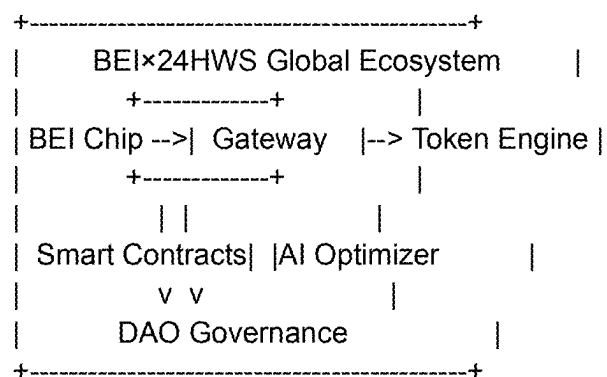 +--------------------------------------------+
|       BEI×24HWS Global Ecosystem        |
|          +-------------+              |
| BEI Chip -->|  Gateway    |--> Token Engine |
|          +-------------+              |
|              | |                   |
|  Smart Contracts|  |AI Optimizer          |
|              v  v                   |
|          DAO Governance               |
+--------------------------------------------+